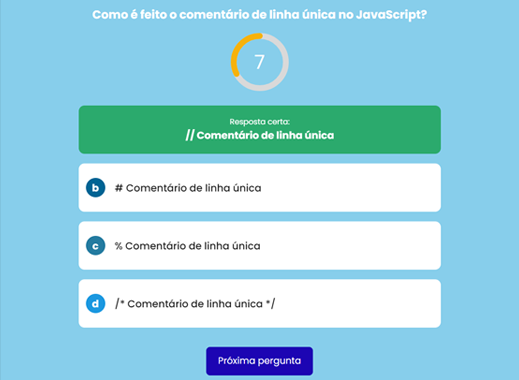 Como é feito o comentário de linha única no JavaScript?
7
Resposta certa:
// Comentário de linha única
b # Comentário de linha única
c % Comentário de linha única
d /* Comentário de linha única */
Próxima pergunta